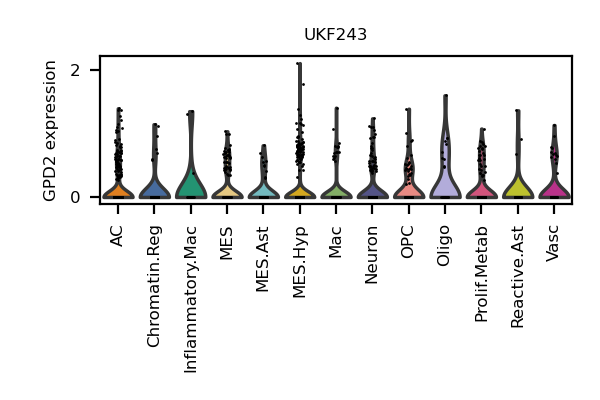 UKF243
GPD2 expression
2
0
AC
Chromatin.Reg
Inflammatory.Mac
MES
MES.Ast
MES.Hyp
Mac
Neuron
OPC
Oligo
Prolif.Metab
Reactive.Ast
Vasc